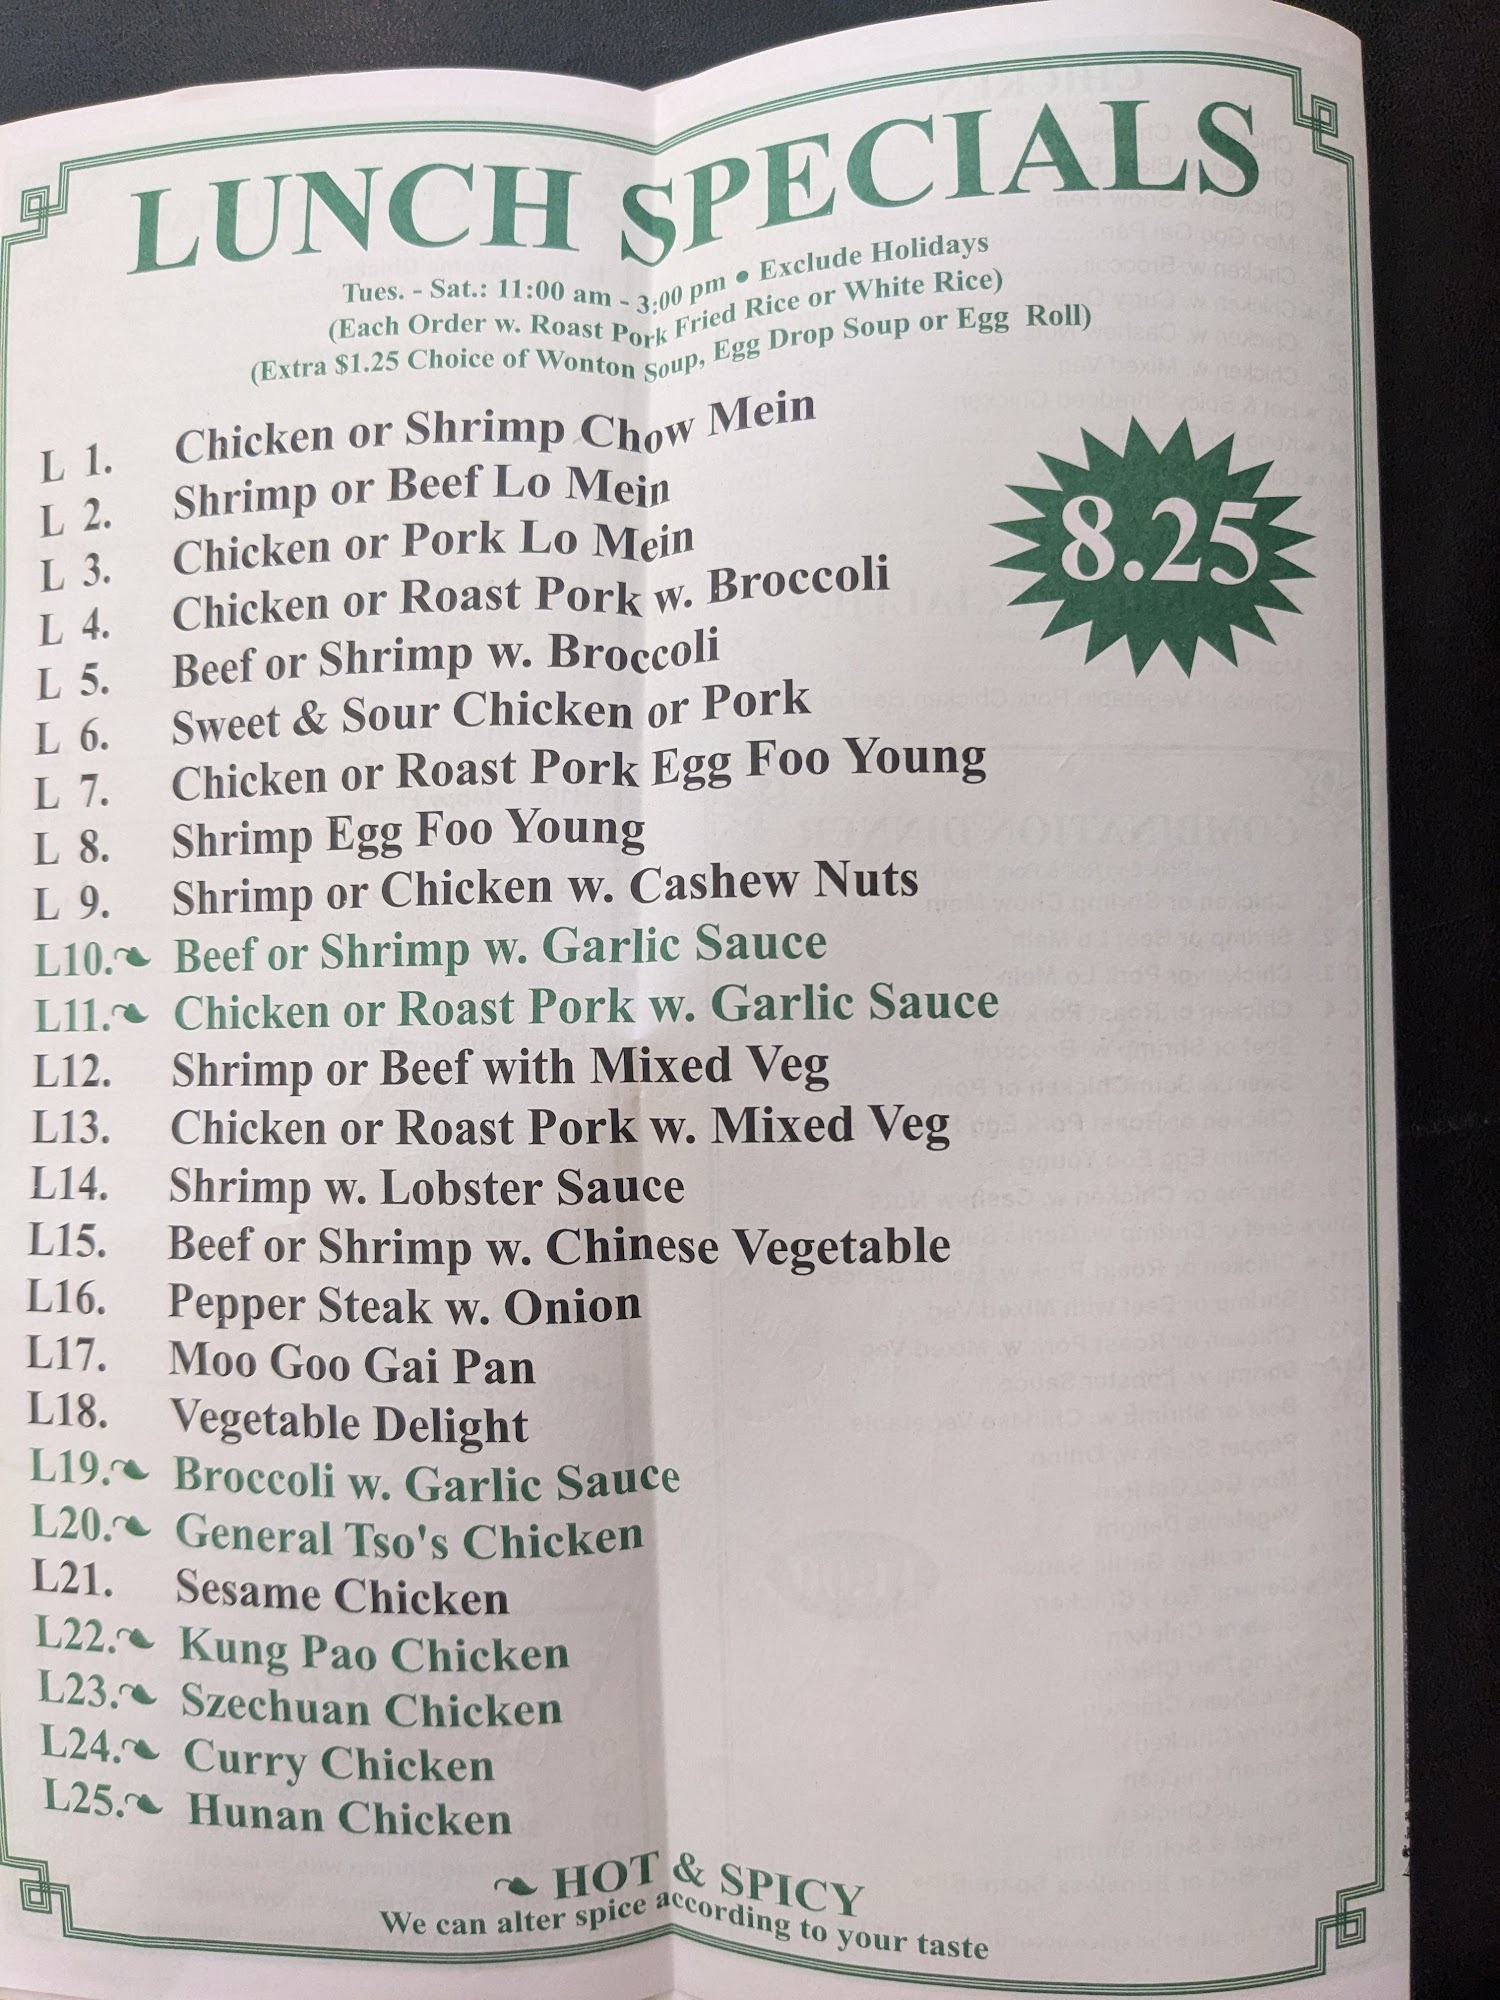 LUNCH SPECIALS
Tues. - Sat.: 11:00 am - 3:00 pm • Exclude Holidays
(Each Order w. Roast Pork Fried Rice or White Rice)
(Extra $1.25 Choice of Wonton Soup, Egg Drop Soup or Egg Roll)
8.25
L 1. Chicken or Shrimp Chow Mein
L 2. Shrimp or Beef Lo Mein
L 3. Chicken or Pork Lo Mein
L 4. Chicken or Roast Pork w. Broccoli
L 5. Beef or Shrimp w. Broccoli
L 6. Sweet & Sour Chicken or Pork
L 7. Chicken or Roast Pork Egg Foo Young
L 8. Shrimp Egg Foo Young
L 9. Shrimp or Chicken w. Cashew Nuts
L10. Beef or Shrimp w. Garlic Sauce
L11. Chicken or Roast Pork w. Garlic Sauce
L12. Shrimp or Beef with Mixed Veg
L13. Chicken or Roast Pork w. Mixed Veg
L14. Shrimp w. Lobster Sauce
L15. Beef or Shrimp w. Chinese Vegetable
L16. Pepper Steak w. Onion
L17. Moo Goo Gai Pan
L18. Vegetable Delight
L19. Broccoli w. Garlic Sauce
L20. General Tso's Chicken
L21. Sesame Chicken
L22. Kung Pao Chicken
L23. Szechuan Chicken
L24. Curry Chicken
L25. Hunan Chicken
HOT & SPICY
We can alter spice according to your taste